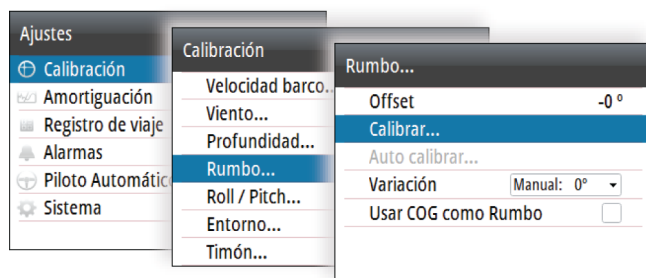 Ajustes
Calibración
Amortiguación
Registro de viaje
Alarmas
Piloto Automátic
Sistema
Calibración
Velocidad barco..
Viento...
Profundidad...
Rumbo...
Roll / Pitch...
Entorno...
Timón...
Rumbo...
Offset -0 º
Calibrar...
Auto calibrar...
Variación Manual: 0°
Usar COG como Rumbo